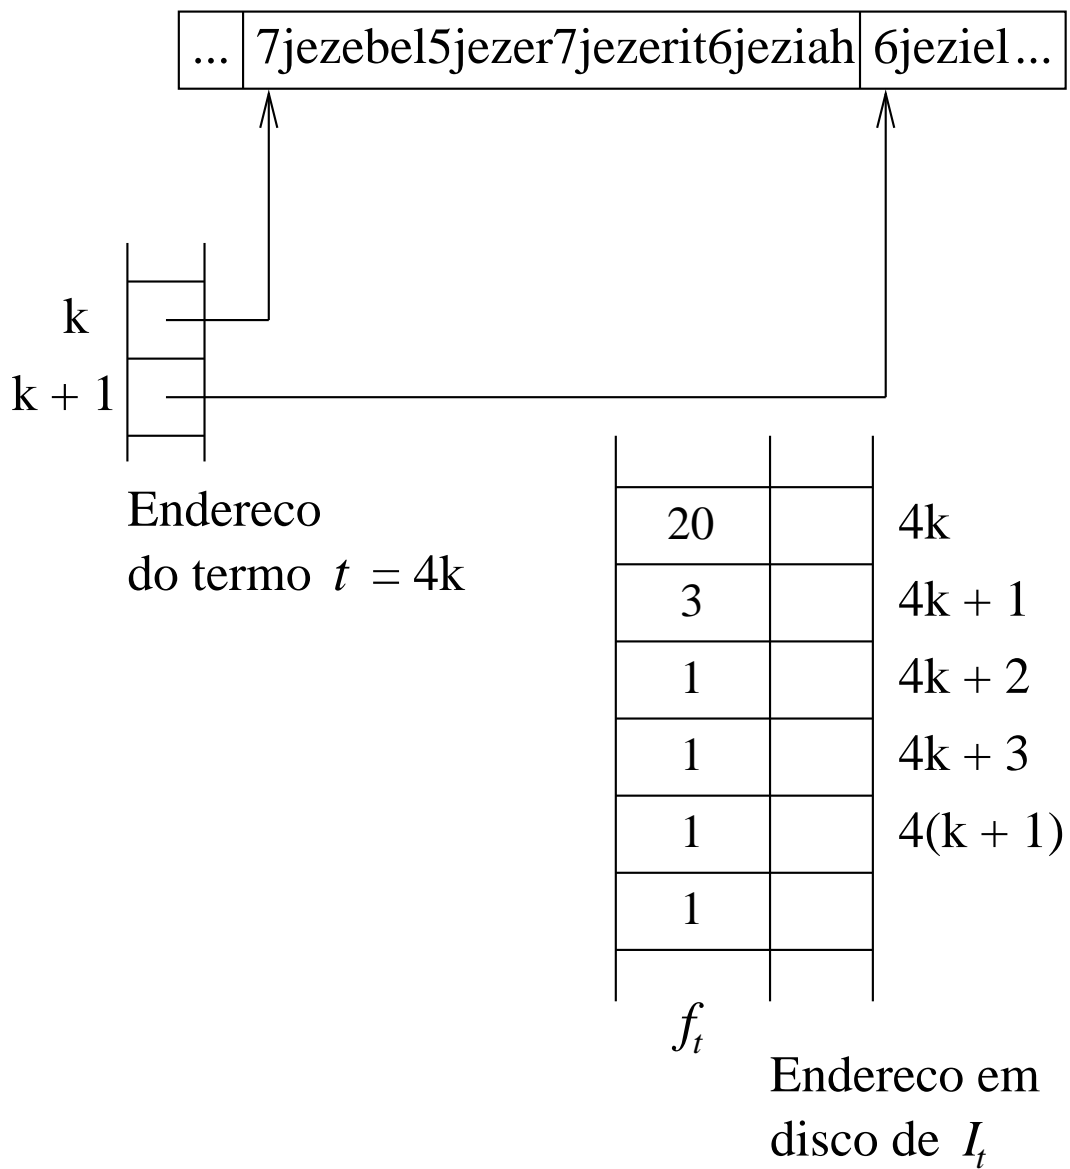 ... 7jezebel5jezer7jezerit6jeziah 6jeziel...
k
k + 1
Endereco
do termo t = 4k
20 4k
3 4k + 1
1 4k + 2
1 4k + 3
1 4(k + 1)
1
f_t
Endereco em
disco de I_t